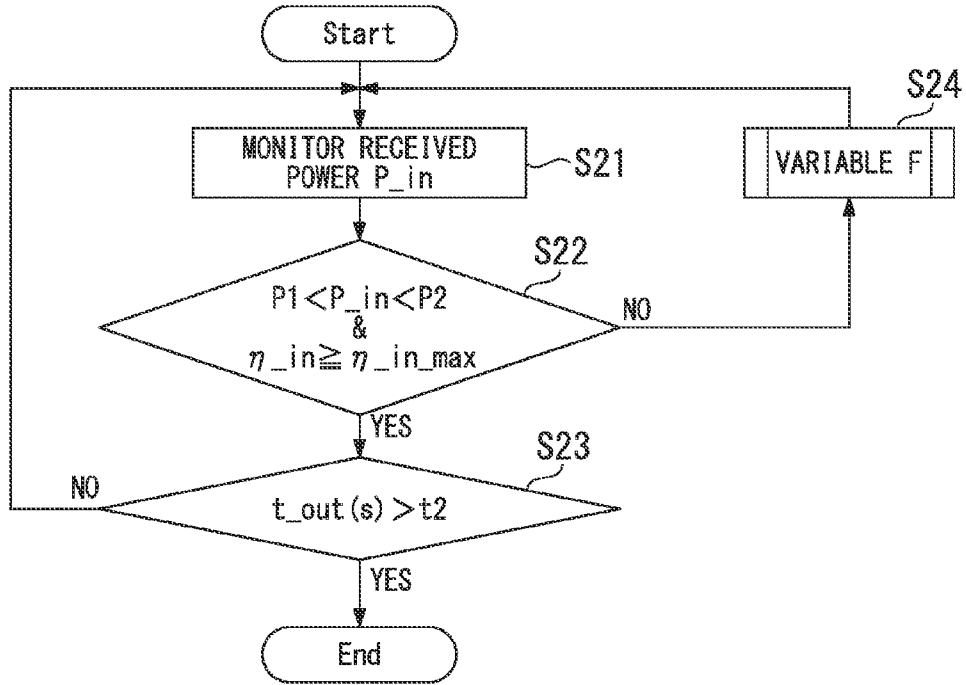 Start
S24
MONITOR RECEIVED
POWER P_in
S21
VARIABLE F
S22
P1<P_in<P2
&
η_in≧η_in_max
NO
YES
S23
NO
t_out(s)>t2
YES
End